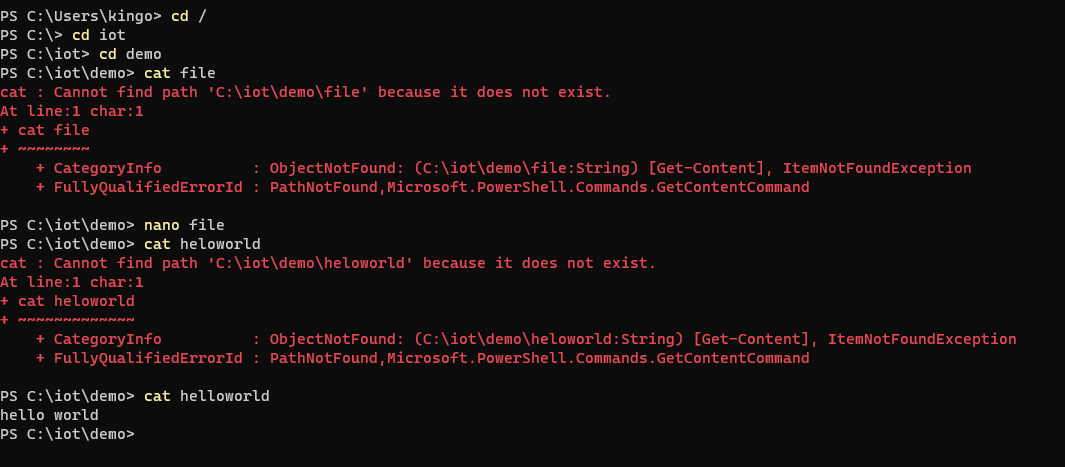 PS C:\Users\kingo> cd /
PS C:\> cd iot
PS C:\iot> cd demo
PS C:\iot\demo> cat file
cat : Cannot find path 'C:\iot\demo\file' because it does not exist.
At line:1 char:1
+ cat file
+ ~~~~~~~~
    + CategoryInfo          : ObjectNotFound: (C:\iot\demo\file:String) [Get-Content], ItemNotFoundException
    + FullyQualifiedErrorId : PathNotFound,Microsoft.PowerShell.Commands.GetContentCommand

PS C:\iot\demo> nano file
PS C:\iot\demo> cat heloworld
cat : Cannot find path 'C:\iot\demo\heloworld' because it does not exist.
At line:1 char:1
+ cat heloworld
+ ~~~~~~~~~~~~~
    + CategoryInfo          : ObjectNotFound: (C:\iot\demo\heloworld:String) [Get-Content], ItemNotFoundException
    + FullyQualifiedErrorId : PathNotFound,Microsoft.PowerShell.Commands.GetContentCommand

PS C:\iot\demo> cat helloworld
hello world
PS C:\iot\demo>